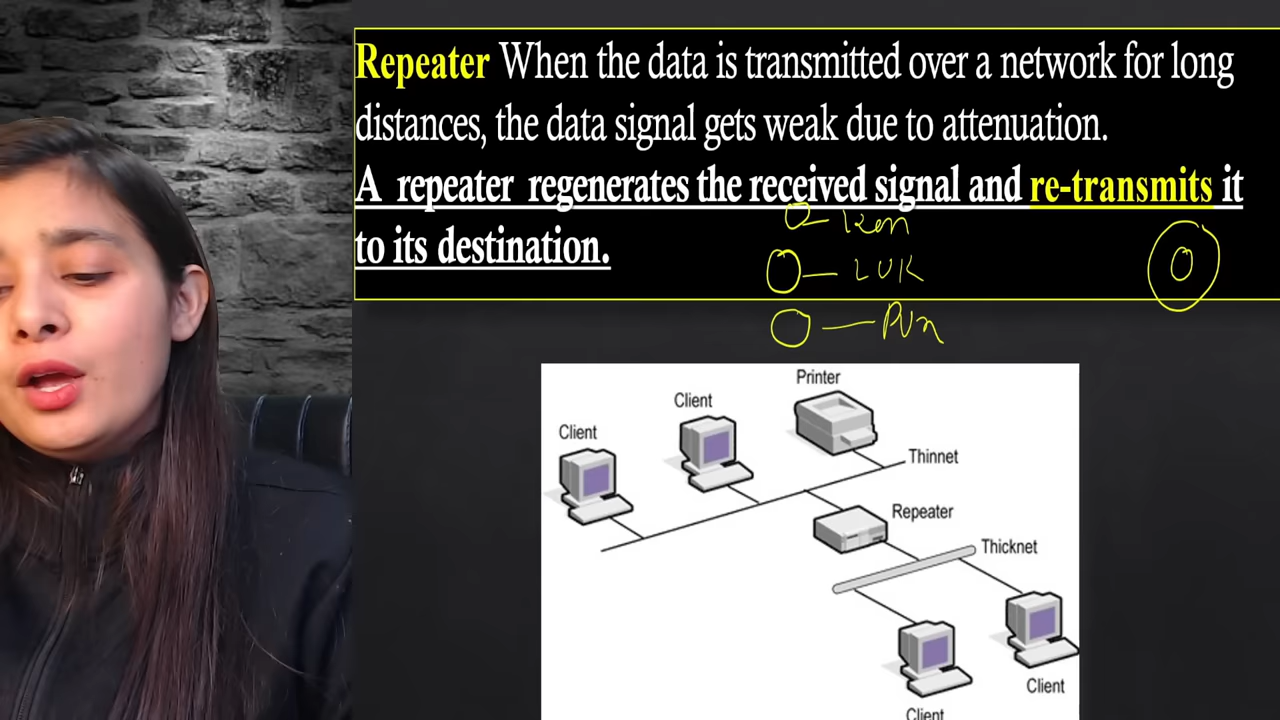 Repeater When the data is transmitted over a network for long
distances, the data signal gets weak due to attenuation.
A repeater regenerates the received signal and re-transmits it
to its destination.
Printer
Client
Client
Thinnet
Repeater
Thicknet
Client
Client